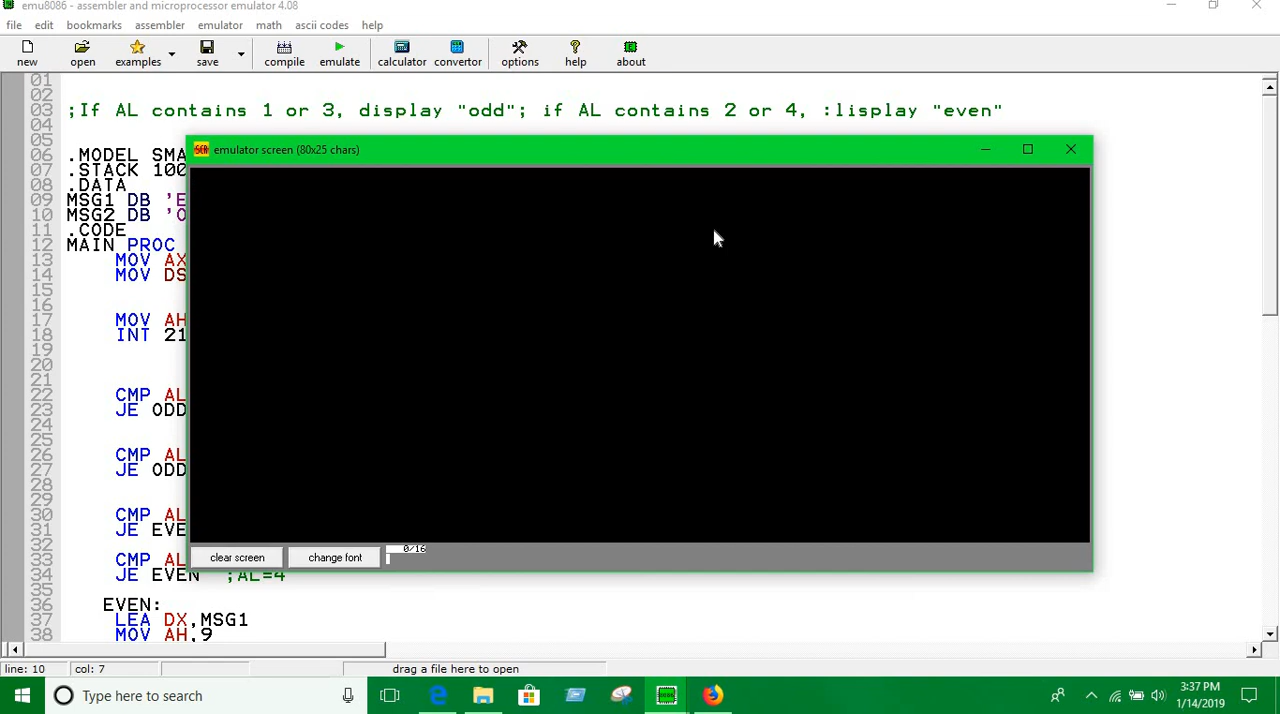 emu8086 - assembler and microprocessor emulator 4.08
file edit bookmarks assembler emulator math ascii codes help
new open examples save compile emulate calculator convertor options help about
01
02
03 ;If AL contains 1 or 3, display "odd"; if AL contains 2 or 4, :lisplay "even"
04
05
emulator screen (80x25 chars)
06 .MODEL SMA
07 .STACK 100
08 .DATA
09 MSG1 DB 'E
10 MSG2 DB 'O
11 .CODE
12 MAIN PROC
13 MOV AX
14 MOV DS
15
16
17 MOV AH
18 INT 21
19
20
21
22 CMP AL
23 JE ODD
24
25
26 CMP AL
27 JE ODD
28
29
30 CMP AL
31 JE EVE
32
33 CMP AL
34 JE EVEN ;AL=4
35
36 EVEN:
37 LEA DX,MSG1
38 MOV AH,9
clear screen change font 0/16
line: 10 col: 7 drag a file here to open
Type here to search
3:37 PM
1/14/2019